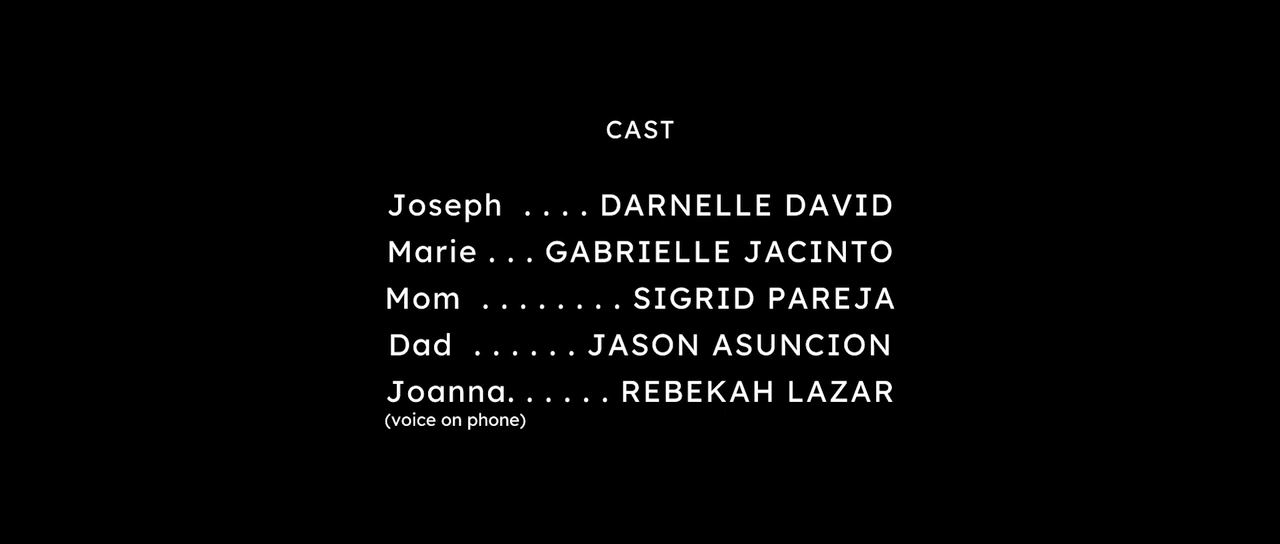 CAST
Joseph . . . . DARNELLE DAVID
Marie . . . GABRIELLE JACINTO
Mom . . . . . . . . SIGRID PAREJA
Dad . . . . . . JASON ASUNCION
Joanna. . . . . . REBEKAH LAZAR
(voice on phone)